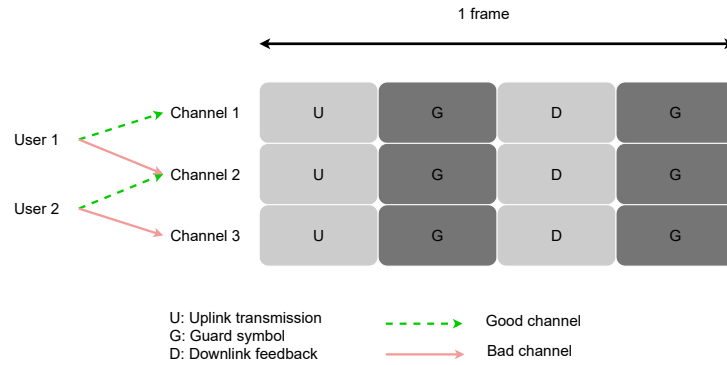 1 frame
User 1
User 2
Channel 1
Channel 2
Channel 3
U G D G
U G D G
U G D G
U: Uplink transmission
G: Guard symbol
D: Downlink feedback
Good channel
Bad channel